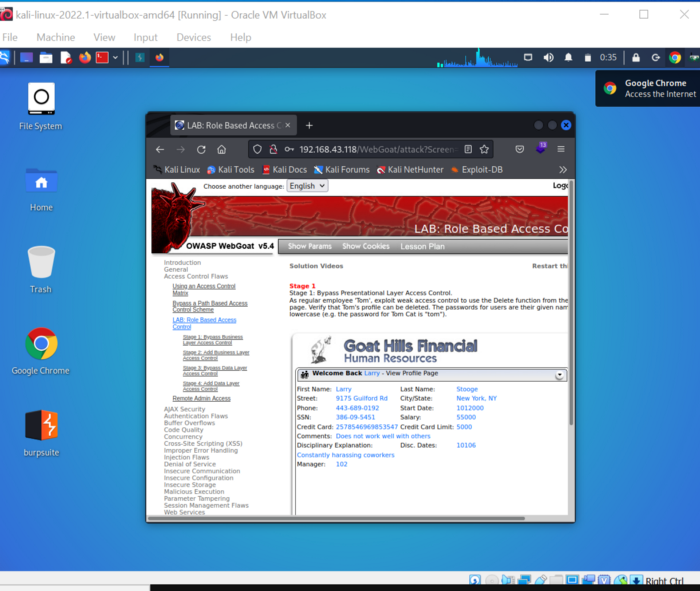 kali-linux-2022.1-virtualbox-amd64 [Running] - Oracle VM VirtualBox
File Machine View Input Devices Help
0:35
Google Chrome
Access the Internet
File System
Home
Trash
Google Chrome
burpsuite
LAB: Role Based Access C
192.168.43.118/WebGoat/attack?Screen
13
Kali Linux Kali Tools Kali Docs Kali Forums Kali NetHunter Exploit-DB
Choose another language: English
Logo
LAB: Role Based Access Co
OWASP WebGoat v5.4 Show Params Show Cookies Lesson Plan
Introduction
General
Access Control Flaws
Using an Access Control
Matrix
Bypass a Path Based Access
Control Scheme
LAB: Role Based Access
Control
Stage 1: Bypass Business
Layer Access Control
Stage 2: Add Business Layer
Access Control
Stage 3: Bypass Data Layer
Access Control
Stage 4: Add Data Layer
Access Control
Remote Admin Access
AJAX Security
Authentication Flaws
Buffer Overflows
Code Quality
Concurrency
Cross-Site Scripting (XSS)
Improper Error Handling
Injection Flaws
Denial of Service
Insecure Communication
Insecure Configuration
Insecure Storage
Malicious Execution
Parameter Tampering
Session Management Flaws
Web Services
Solution Videos Restart th
Stage 1
Stage 1: Bypass Presentational Layer Access Control.
As regular employee 'Tom', exploit weak access control to use the Delete function from the
page. Verify that Tom's profile can be deleted. The passwords for users are their given nam
lowercase (e.g. the password for Tom Cat is "tom").
Goat Hills Financial
Human Resources
Welcome Back Larry - View Profile Page
First Name: Larry Last Name: Stooge
Street: 9175 Guilford Rd City/State: New York, NY
Phone: 443-689-0192 Start Date: 1012000
SSN: 386-09-5451 Salary: 55000
Credit Card: 2578546969853547 Credit Card Limit: 5000
Comments: Does not work well with others
Disciplinary Explanation: Disc. Dates: 10106
Constantly harassing coworkers
Manager: 102
Right Ctrl